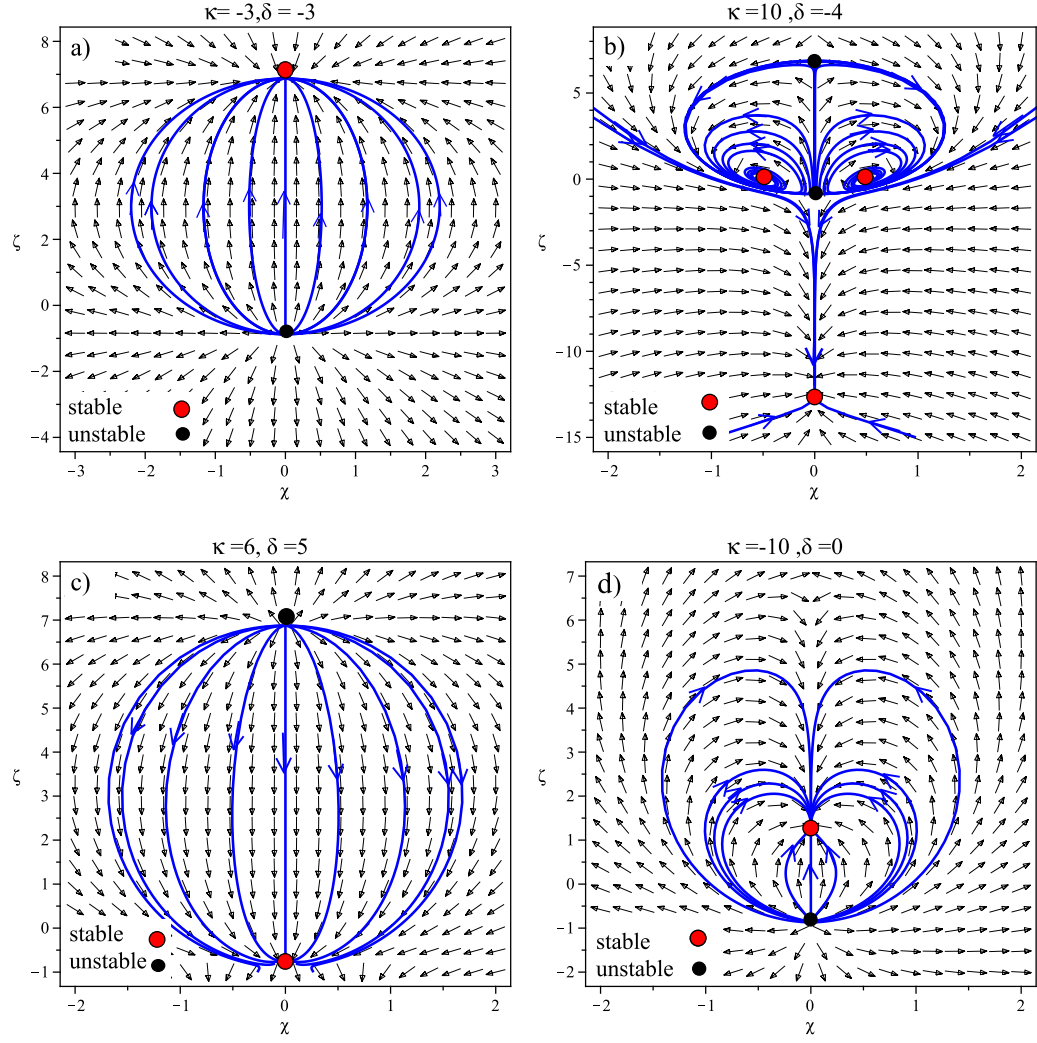 κ= -3,δ = -3
a)
8
6
4
2
0
−2
−4
ζ
stable
unstable
−3 −2 −1 0 1 2 3
χ
κ =10 ,δ =-4
b)
5
0
−5
−10
−15
ζ
stable
unstable
−2 −1 0 1 2
χ
κ =6, δ =5
c)
8
7
6
5
4
3
2
1
0
−1
ζ
stable
unstable
−2 −1 0 1 2
χ
κ =-10 ,δ =0
d)
7
6
5
4
3
2
1
0
−1
−2
ζ
stable
unstable
−2 −1 0 1 2
χ